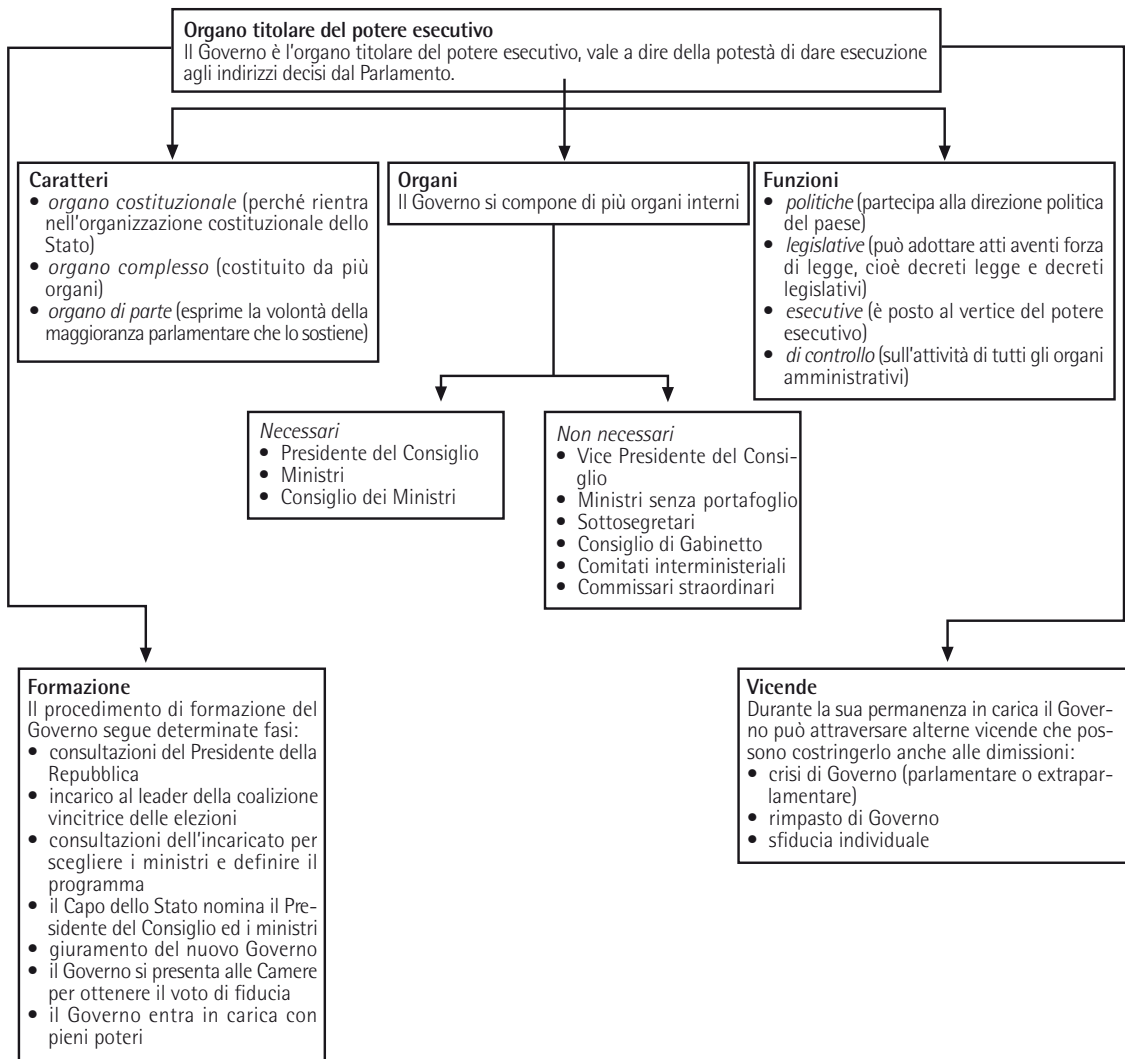 Organo titolare del potere esecutivo
Il Governo è l'organo titolare del potere esecutivo, vale a dire della potestà di dare esecuzione
agli indirizzi decisi dal Parlamento.
Caratteri
• organo costituzionale (perché rientra
nell'organizzazione costituzionale dello
Stato)
• organo complesso (costituito da più
organi)
• organo di parte (esprime la volontà della
maggioranza parlamentare che lo sostiene)
Organi
Il Governo si compone di più organi interni
Funzioni
• politiche (partecipa alla direzione politica
del paese)
• legislative (può adottare atti aventi forza
di legge, cioè decreti legge e decreti
legislativi)
• esecutive (è posto al vertice del potere
esecutivo)
• di controllo (sull'attività di tutti gli organi
amministrativi)
Necessari
• Presidente del Consiglio
• Ministri
• Consiglio dei Ministri
Non necessari
• Vice Presidente del Consi-
glio
• Ministri senza portafoglio
• Sottosegretari
• Consiglio di Gabinetto
• Comitati interministeriali
• Commissari straordinari
Formazione
Il procedimento di formazione del
Governo segue determinate fasi:
• consultazioni del Presidente della
Repubblica
• incarico al leader della coalizione
vincitrice delle elezioni
• consultazioni dell'incaricato per
scegliere i ministri e definire il
programma
• il Capo dello Stato nomina il Pre-
sidente del Consiglio ed i ministri
• giuramento del nuovo Governo
• il Governo si presenta alle Camere
per ottenere il voto di fiducia
• il Governo entra in carica con
pieni poteri
Vicende
Durante la sua permanenza in carica il Gover-
no può attraversare alterne vicende che pos-
sono costringerlo anche alle dimissioni:
• crisi di Governo (parlamentare o extrapar-
lamentare)
• rimpasto di Governo
• sfiducia individuale